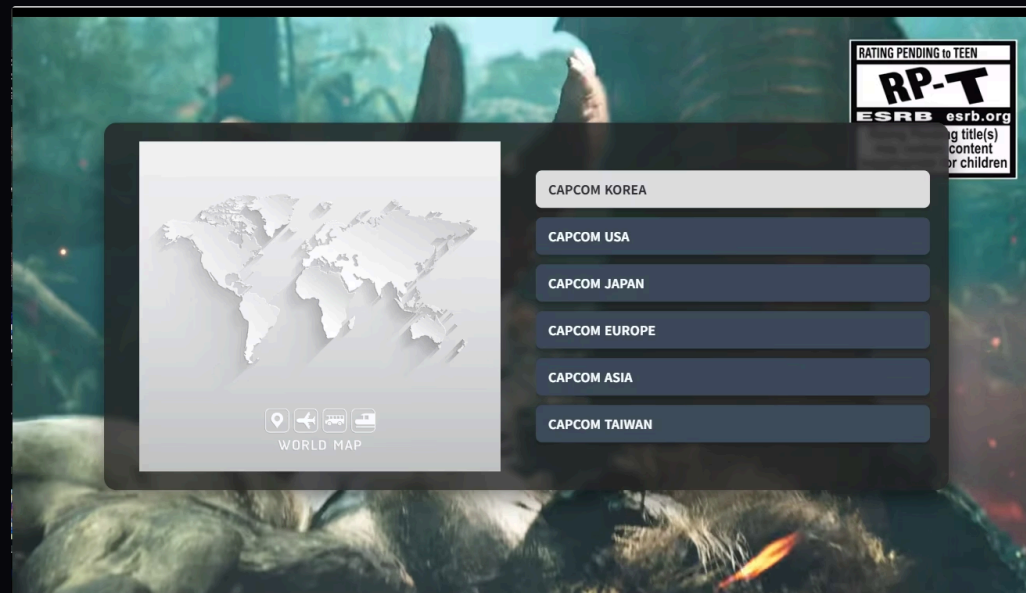 RATING PENDING to TEEN
RP-T
ESRB esrb.org
g title(s)
content
or children
CAPCOM KOREA
CAPCOM USA
CAPCOM JAPAN
CAPCOM EUROPE
CAPCOM ASIA
CAPCOM TAIWAN
WORLD MAP